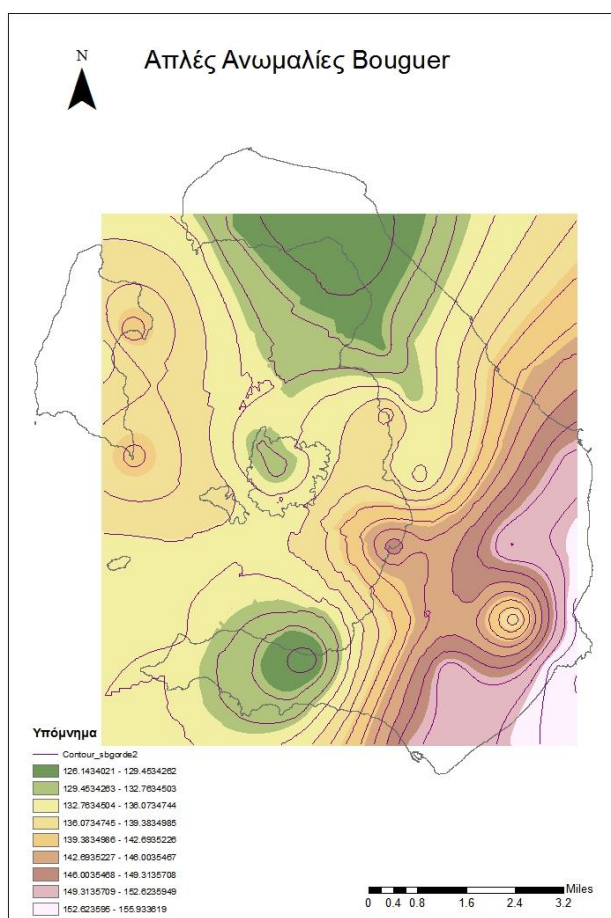 Απλές Ανωμαλίες Bouguer
N
Υπόμνημα
Contour_sbgorde2
126.1434021 - 129.4534262
129.4534263 - 132.7634503
132.7634504 - 136.0734744
136.0734745 - 139.3834985
139.3834986 - 142.6935226
142.6935227 - 146.0035467
146.0035468 - 149.3135708
149.3135709 - 152.6235949
152.623595 - 155.933619
0 0.4 0.8 1.6 2.4 3.2 Miles